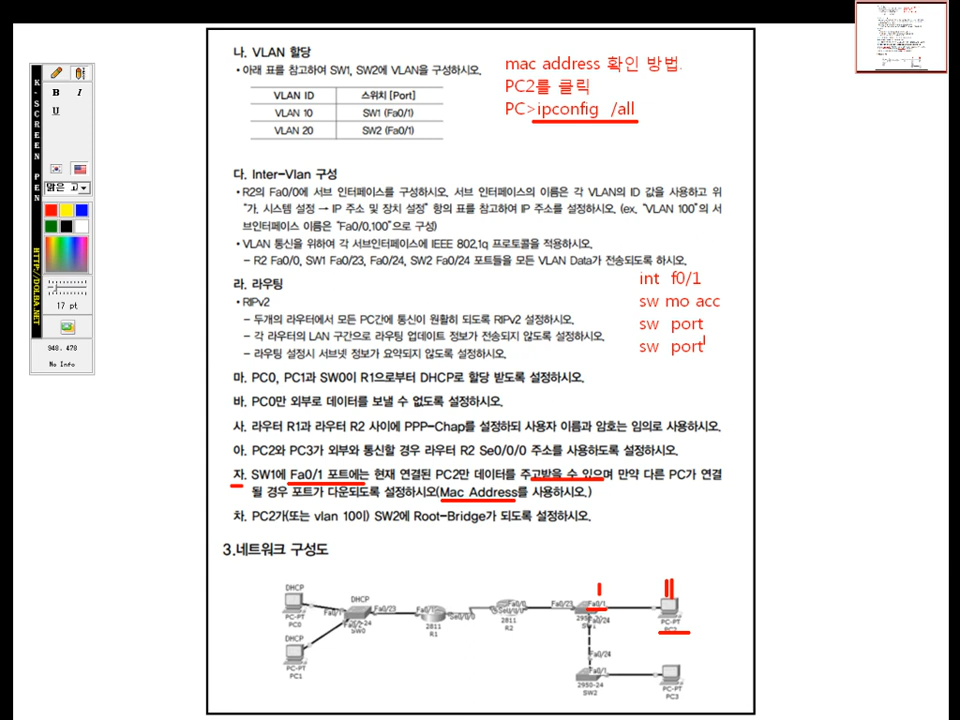 나. VLAN 할당
• 아래 표를 참고하여 SW1, SW2에 VLAN을 구성하시오.
VLAN ID 스위치 [Port]
VLAN 10 SW1 (Fa0/1)
VLAN 20 SW2 (Fa0/1)
mac address 확인 방법.
PC2를 클릭
PC>ipconfig /all
다. Inter-Vlan 구성
• R2의 Fa0/0에 서브 인터페이스를 구성하시오. 서브 인터페이스의 이름은 각 VLAN의 ID 값을 사용하고 위
"가. 시스템 설정 → IP 주소 및 장치 설정" 항의 표를 참고하여 IP 주소를 설정하시오. (ex. "VLAN 100"의 서
브인터페이스 이름은 "Fa0/0.100"으로 구성)
• VLAN 통신을 위하여 각 서브인터페이스에 IEEE 802.1q 프로토콜을 적용하시오.
- R2 Fa0/0, SW1 Fa0/23, Fa0/24, SW2 Fa0/24 포트들을 모든 VLAN Data가 전송되도록 하시오.
라. 라우팅
• RIPv2
- 두개의 라우터에서 모든 PC간에 통신이 원활히 되도록 RIPv2 설정하시오.
- 각 라우터의 LAN 구간으로 라우팅 업데이트 정보가 전송되지 않도록 설정하시오.
- 라우팅 설정시 서브넷 정보가 요약되지 않도록 설정하시오.
int f0/1
sw mo acc
sw port
sw port
마. PC0, PC1과 SW0이 R1으로부터 DHCP로 할당 받도록 설정하시오.
바. PC0만 외부로 데이터를 보낼 수 없도록 설정하시오.
사. 라우터 R1과 라우터 R2 사이에 PPP-Chap를 설정하되 사용자 이름과 암호는 임의로 사용하시오.
아. PC2와 PC3가 외부와 통신할 경우 라우터 R2 Se0/0/0 주소를 사용하도록 설정하시오.
자. SW1에 Fa0/1 포트에는 현재 연결된 PC2만 데이터를 주고받을 수 있으며 만약 다른 PC가 연결
될 경우 포트가 다운되도록 설정하시오(Mac Address를 사용하시오.)
차. PC2가(또는 vlan 10이) SW2에 Root-Bridge가 되도록 설정하시오.
3.네트워크 구성도
DHCP
PC-PT
PC0
DHCP
PC-PT
PC1
DHCP
SW0
Fa0/23
2811
R1
Se0/0/0
2811
R2
Fa0/23
Fa0/1
Fa0/24
PC-PT
Fa0/24
Fa0/1
2950-24
SW2
PC-PT
PC3
K-SCREEN PEN
HTTP://DOLBA.NET
B I
U
맑은 고
17 pt
948, 478
No Info